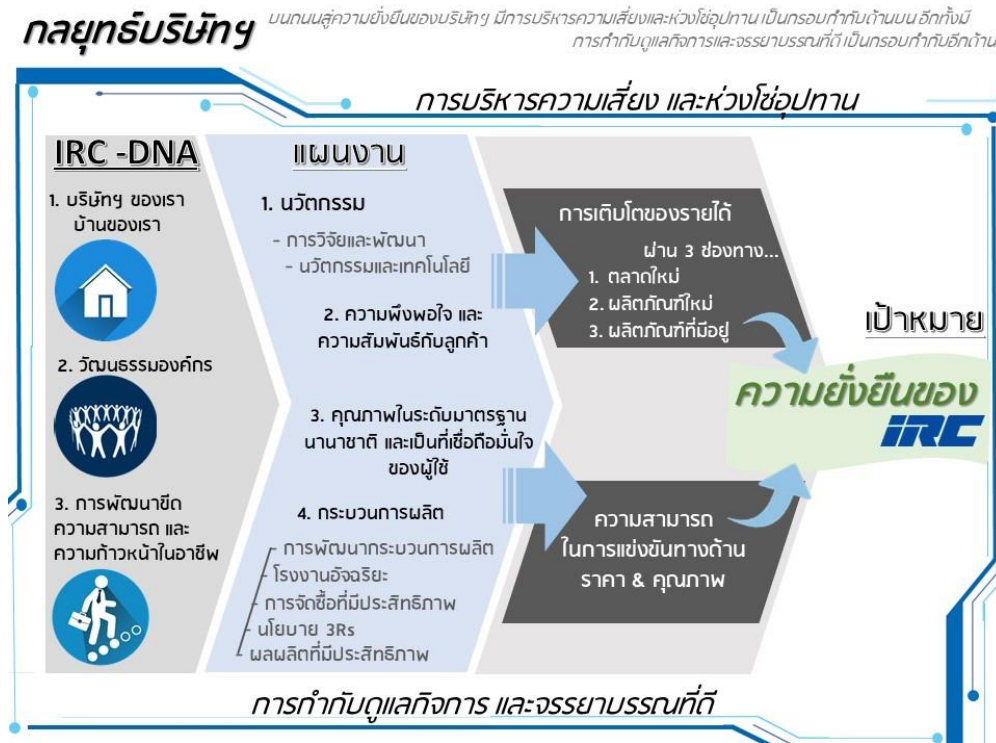 กลยุทธ์บริษัทฯ
บนถนนสู่ความยั่งยืนของบริษัทฯ มีการบริหารความเสี่ยงและห่วงโซ่อุปทาน เป็นกรอบกำกับด้านบน อีกทั้งมี
การกำกับดูแลกิจการและจรรยาบรรณที่ดี เป็นกรอบกำกับอีกด้าน
การบริหารความเสี่ยง และห่วงโซ่อุปทาน
IRC -DNA
1. บริษัทฯ ของเรา
บ้านของเรา
2. วัฒนธรรมองค์กร
3. การพัฒนาขีด
ความสามารถ และ
ความก้าวหน้าในอาชีพ
แผนงาน
1. นวัตกรรม
- การวิจัยและพัฒนา
- นวัตกรรมและเทคโนโลยี
2. ความพึงพอใจ และ
ความสัมพันธ์กับลูกค้า
3. คุณภาพในระดับมาตรฐาน
นานาชาติ และเป็นที่เชื่อถือมั่นใจ
ของผู้ใช้
4. กระบวนการผลิต
- การพัฒนากระบวนการผลิต
- โรงงานอัจฉริยะ
- การจัดซื้อที่มีประสิทธิภาพ
- นโยบาย 3Rs
- ผลผลิตที่มีประสิทธิภาพ
การเติบโตของรายได้
ผ่าน 3 ช่องทาง...
1. ตลาดใหม่
2. ผลิตภัณฑ์ใหม่
3. ผลิตภัณฑ์ที่มีอยู่
ความสามารถ
ในการแข่งขันทางด้าน
ราคา & คุณภาพ
เป้าหมาย
ความยั่งยืนของ
IRC
การกำกับดูแลกิจการ และจรรยาบรรณที่ดี